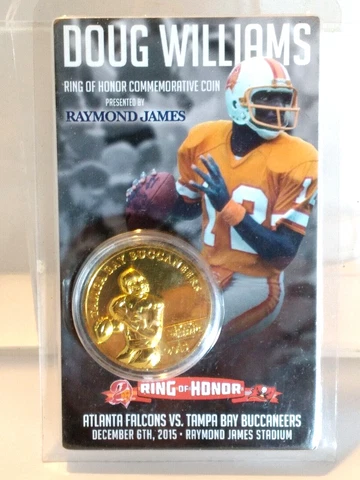 DOUG WILLIAMS
RING OF HONOR COMMEMORATIVE COIN
PRESENTED BY
RAYMOND JAMES
12
TAMPA BAY BUCCANEERS
RING OF HONOR
ATLANTA FALCONS VS. TAMPA BAY BUCCANEERS
DECEMBER 6TH, 2015 • RAYMOND JAMES STADIUM